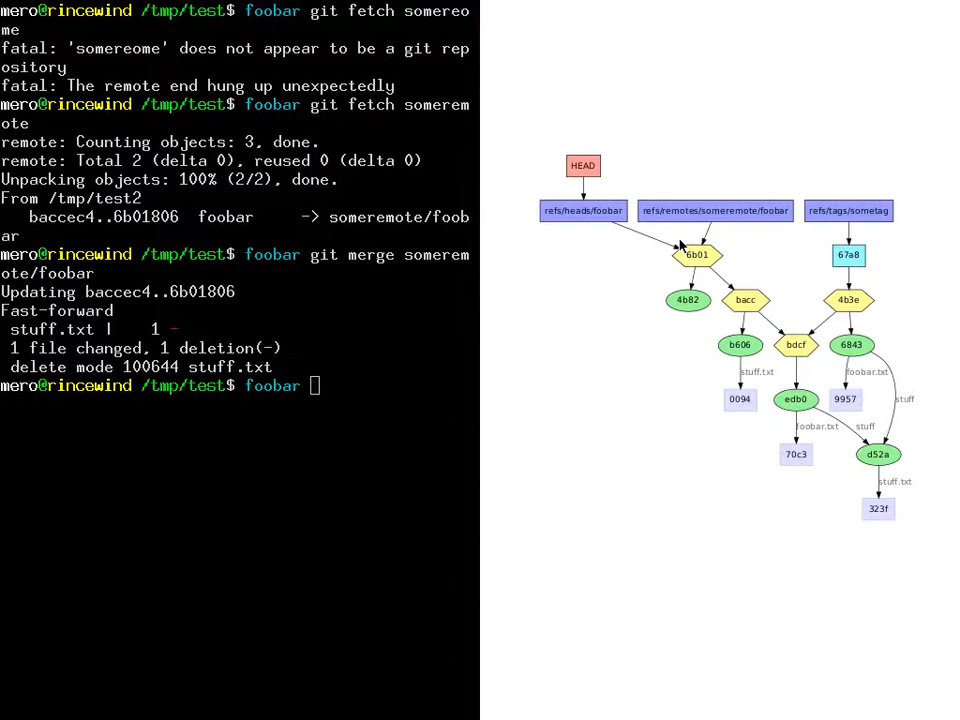 mero@rincewind /tmp/test$ foobar git fetch somereo
me
fatal: 'somereome' does not appear to be a git rep
ository
fatal: The remote end hung up unexpectedly
mero@rincewind /tmp/test$ foobar git fetch somerem
ote
remote: Counting objects: 3, done.
remote: Total 2 (delta 0), reused 0 (delta 0)
Unpacking objects: 100% (2/2), done.
From /tmp/test2
   baccec4..6b01806  foobar     -> someremote/foob
ar
mero@rincewind /tmp/test$ foobar git merge somerem
ote/foobar
Updating baccec4..6b01806
Fast-forward
 stuff.txt |    1 -
 1 file changed, 1 deletion(-)
 delete mode 100644 stuff.txt
mero@rincewind /tmp/test$ foobar
HEAD
refs/heads/foobar refs/remotes/someremote/foobar refs/tags/sometag
6b01 67a8
4b82 bacc 4b3e
b606 bdcf 6843
stuff.txt foobar.txt
0094 edb0 9957 stuff
foobar.txt stuff
70c3 d52a
stuff.txt
323f